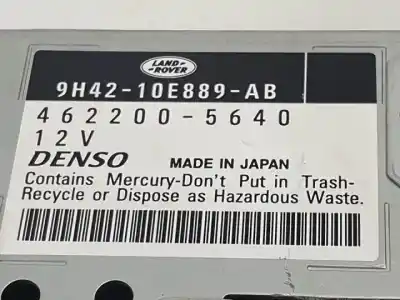 LAND-
ROVER
9H42-10E889-AB
462200-5640
12V
DENSO MADE IN JAPAN
Contains Mercury-Don't Put in Trash-
Recycle or Dispose as Hazardous Waste.